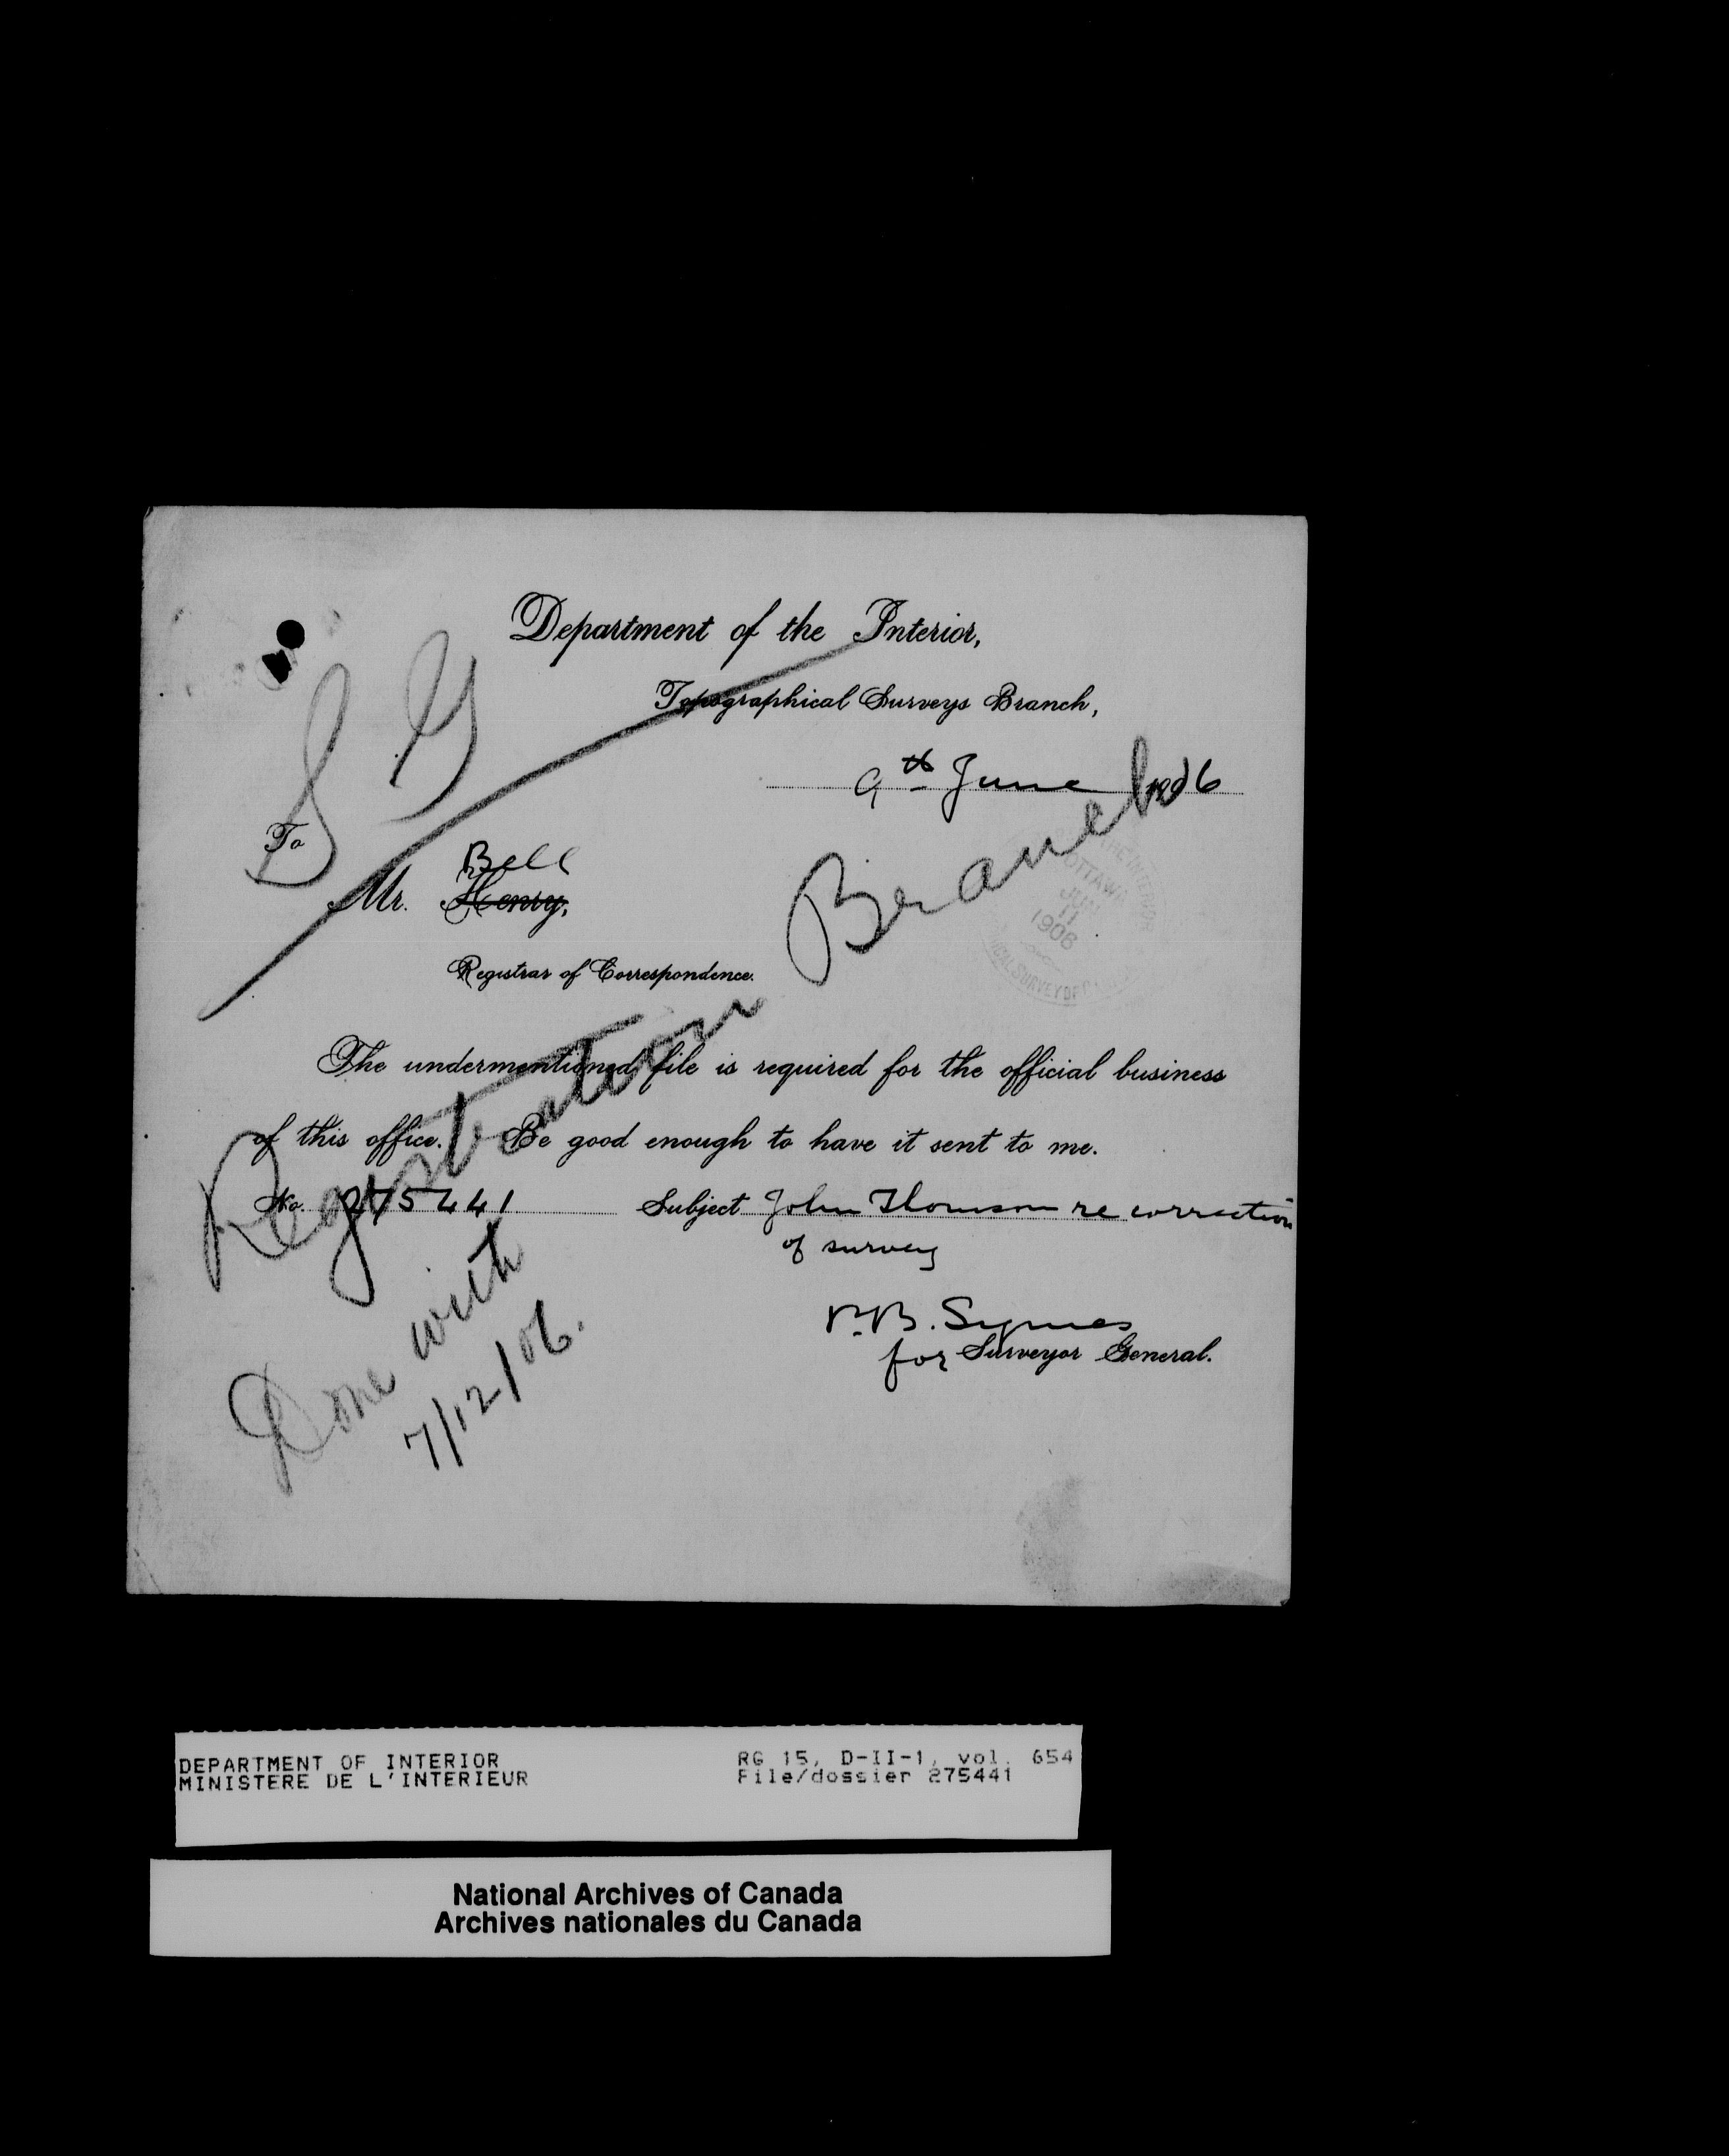 Department of the Interior,
Topographical Surveys Branch,
9th June 1906
S G
To
Bell
Mr. Henry,
Registrar of Correspondence.
Registration Branch
OTTAWA
JUN
11
1906
The undermentioned file is required for the official business
of this office. Be good enough to have it sent to me.
No. 275441 Subject John Thomson re correction
of survey
P. B. Symes
for Surveyor General.
Done with
7/12/06.
DEPARTMENT OF INTERIOR
MINISTERE DE L'INTERIEUR
RG 15, D-II-1, vol. 654
File/dossier 275441
National Archives of Canada
Archives nationales du Canada